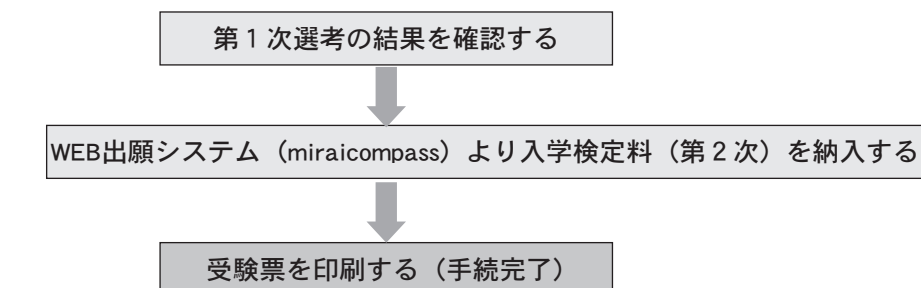 第１次選考の結果を確認する
WEB出願システム（miraicompass）より入学検定料（第２次）を納入する
受験票を印刷する（手続完了）